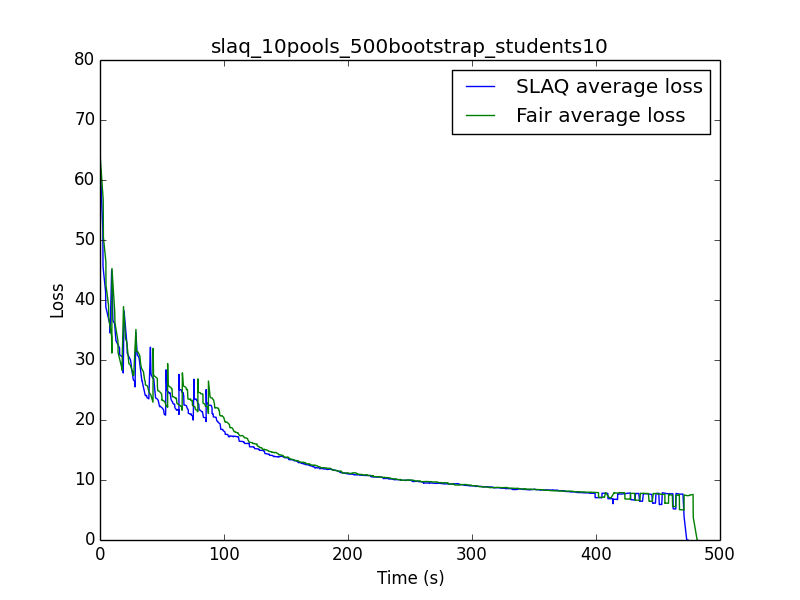 slaq_10pools_500bootstrap_students10
SLAQ average loss
Fair average loss
80
70
60
50
40
30
20
10
0
Loss
0 100 200 300 400 500
Time (s)